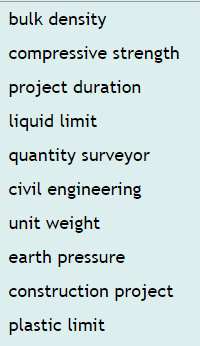 bulk density
compressive strength
project duration
liquid limit
quantity surveyor
civil engineering
unit weight
earth pressure
construction project
plastic limit